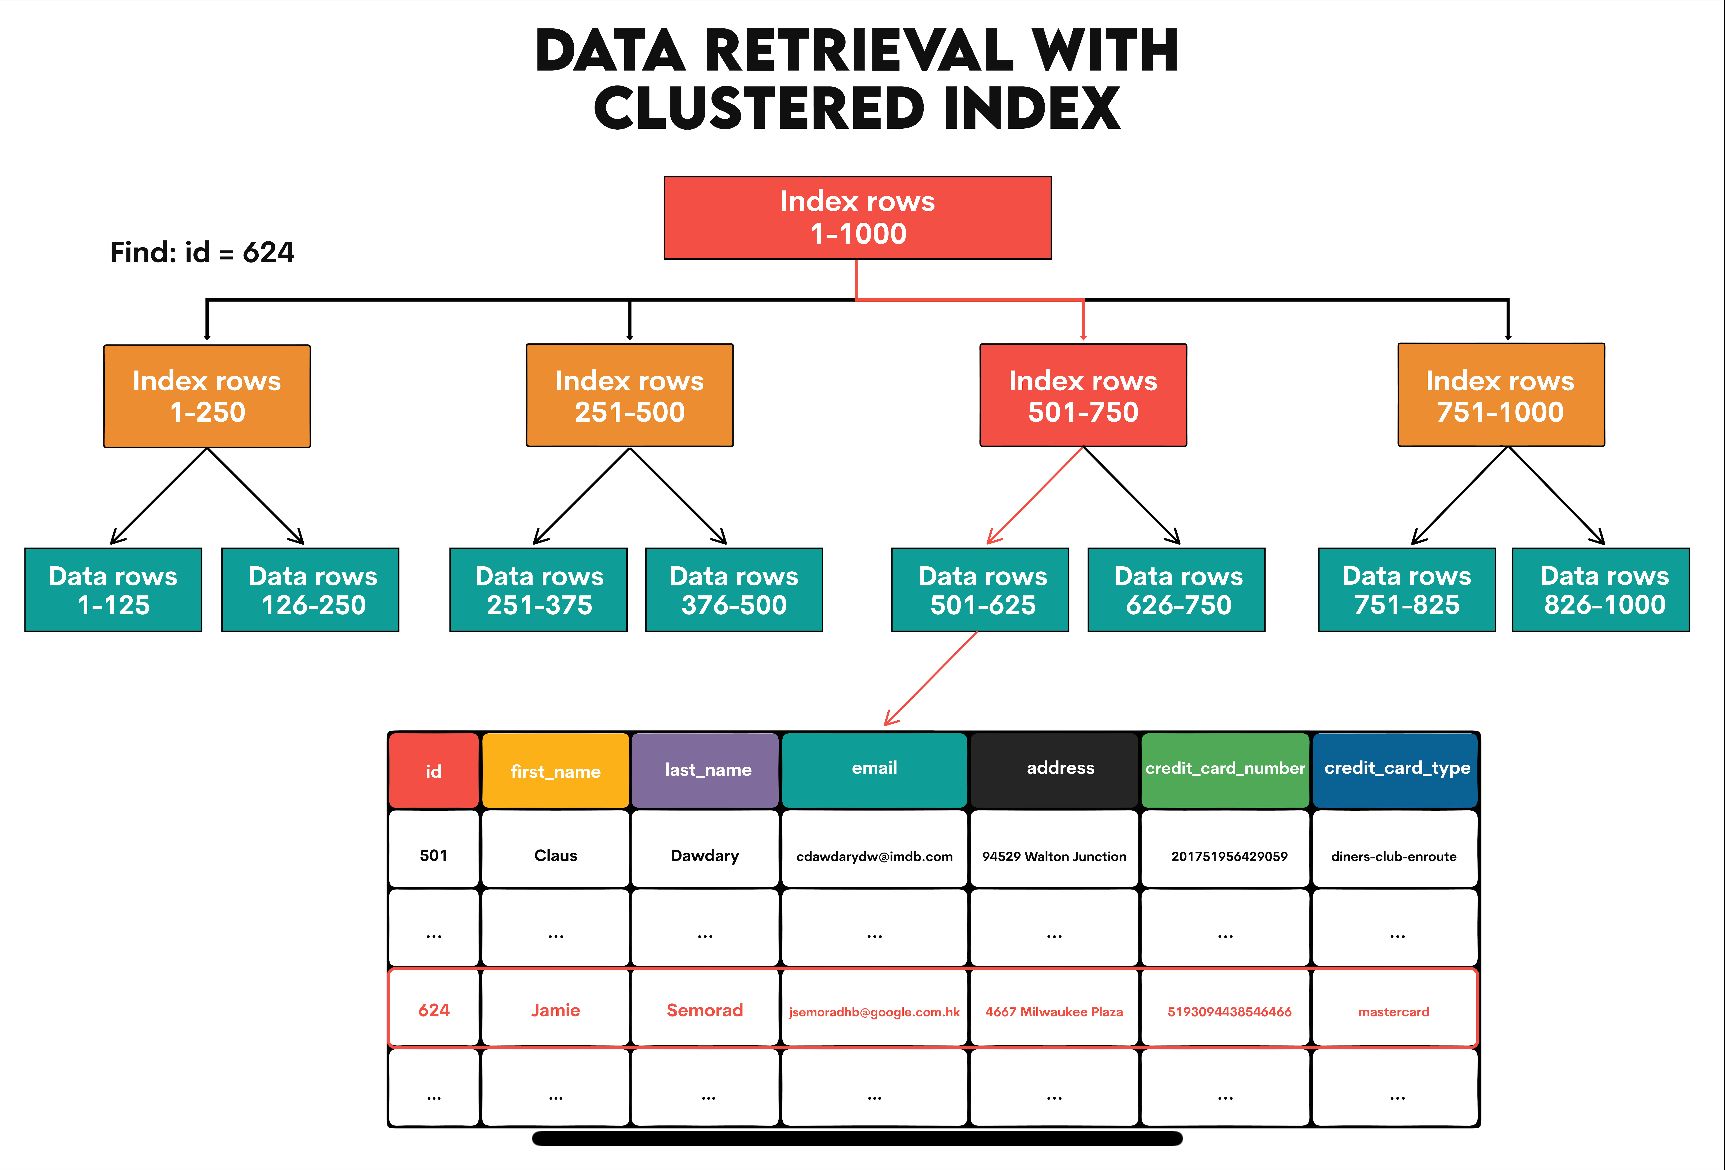 DATA RETRIEVAL WITH
CLUSTERED INDEX
Index rows
1-1000
Find: id = 624
Index rows
1-250
Index rows
251-500
Index rows
501-750
Index rows
751-1000
Data rows
1-125
Data rows
126-250
Data rows
251-375
Data rows
376-500
Data rows
501-625
Data rows
626-750
Data rows
751-825
Data rows
826-1000
id first_name last_name email address credit_card_number credit_card_type
501 Claus Dawdary cdawdarydw@imdb.com 94529 Walton Junction 201751956429059 diners-club-enroute
... ... ... ... ... ... ...
624 Jamie Semorad jsemoradhb@google.com.hk 4667 Milwaukee Plaza 5193094438546466 mastercard
... ... ... ... ... ... ...